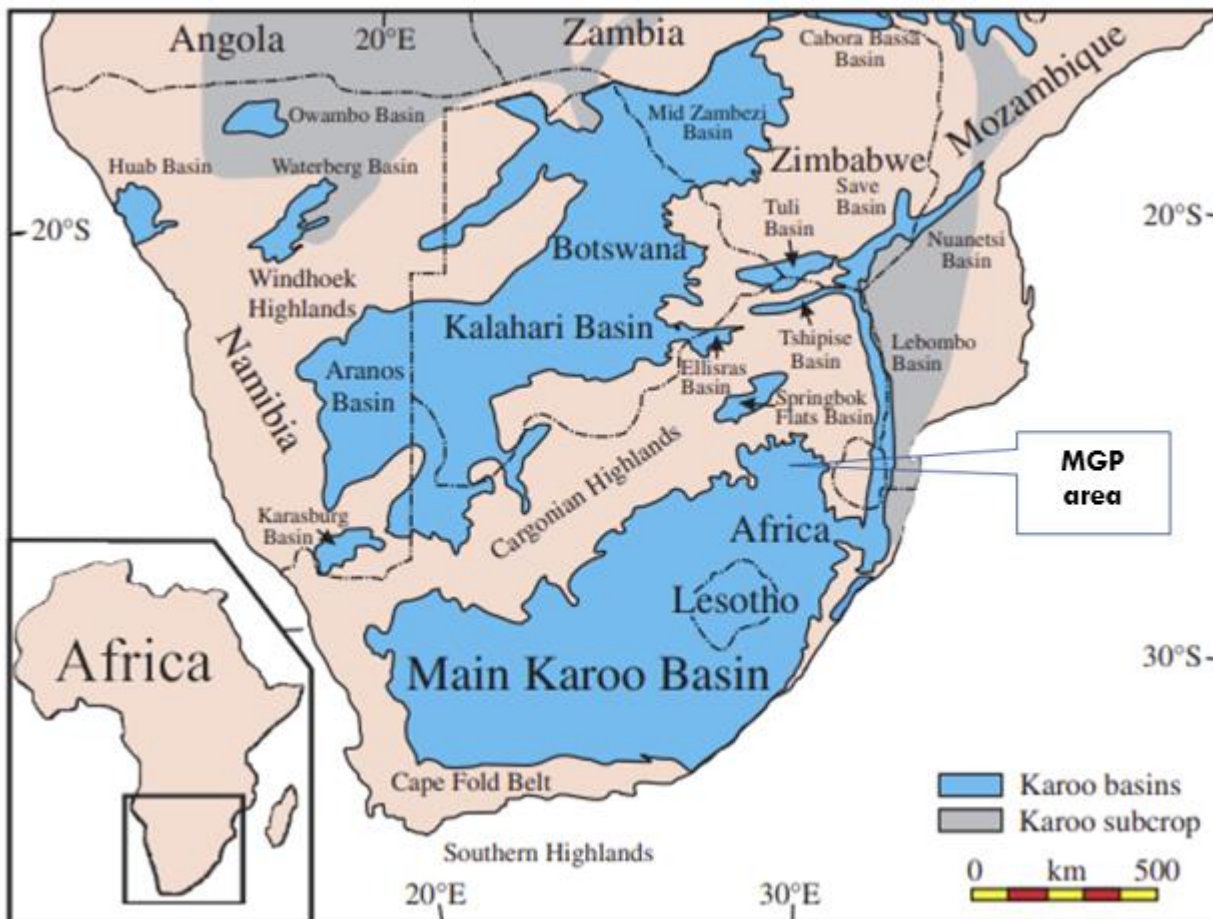 Angola
20°E
Zambia
Cabora Bassa
Basin
Mozambique
Owambo Basin
Mid Zambezi
Basin
Huab Basin
Waterberg Basin
Zimbabwe
Save
Basin
20°S
Tuli
Basin
20°S
Nuanetsi
Basin
Botswana
Windhoek
Highlands
Kalahari Basin
Tshipise
Basin
Lebombo
Basin
Namibia
Aranos
Basin
Ellisras
Basin
Springbok
Flats Basin
MGP
area
Cargonian Highlands
Karasburg
Basin
Africa
Lesotho
Africa
Main Karoo Basin
30°S
Cape Fold Belt
Karoo basins
Karoo subcrop
Southern Highlands
0 km 500
20°E
30°E